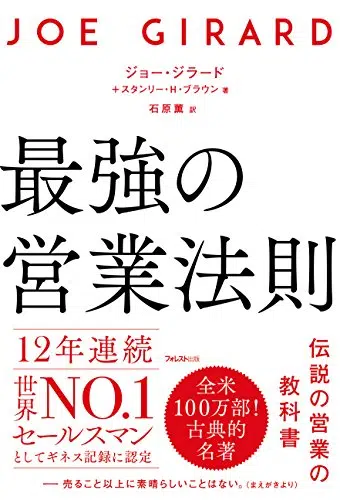 JOE GIRARD
ジョー・ジラード
+スタンリー・H・ブラウン 著
石原薫 訳
最強の
営業法則
フォレスト出版
伝説の営業の
教科書
12年連続
世界NO.1
セールスマン
としてギネス記録に認定
全米
100万部!
古典的
名著
——売ること以上に素晴らしいことはない。(まえがきより)